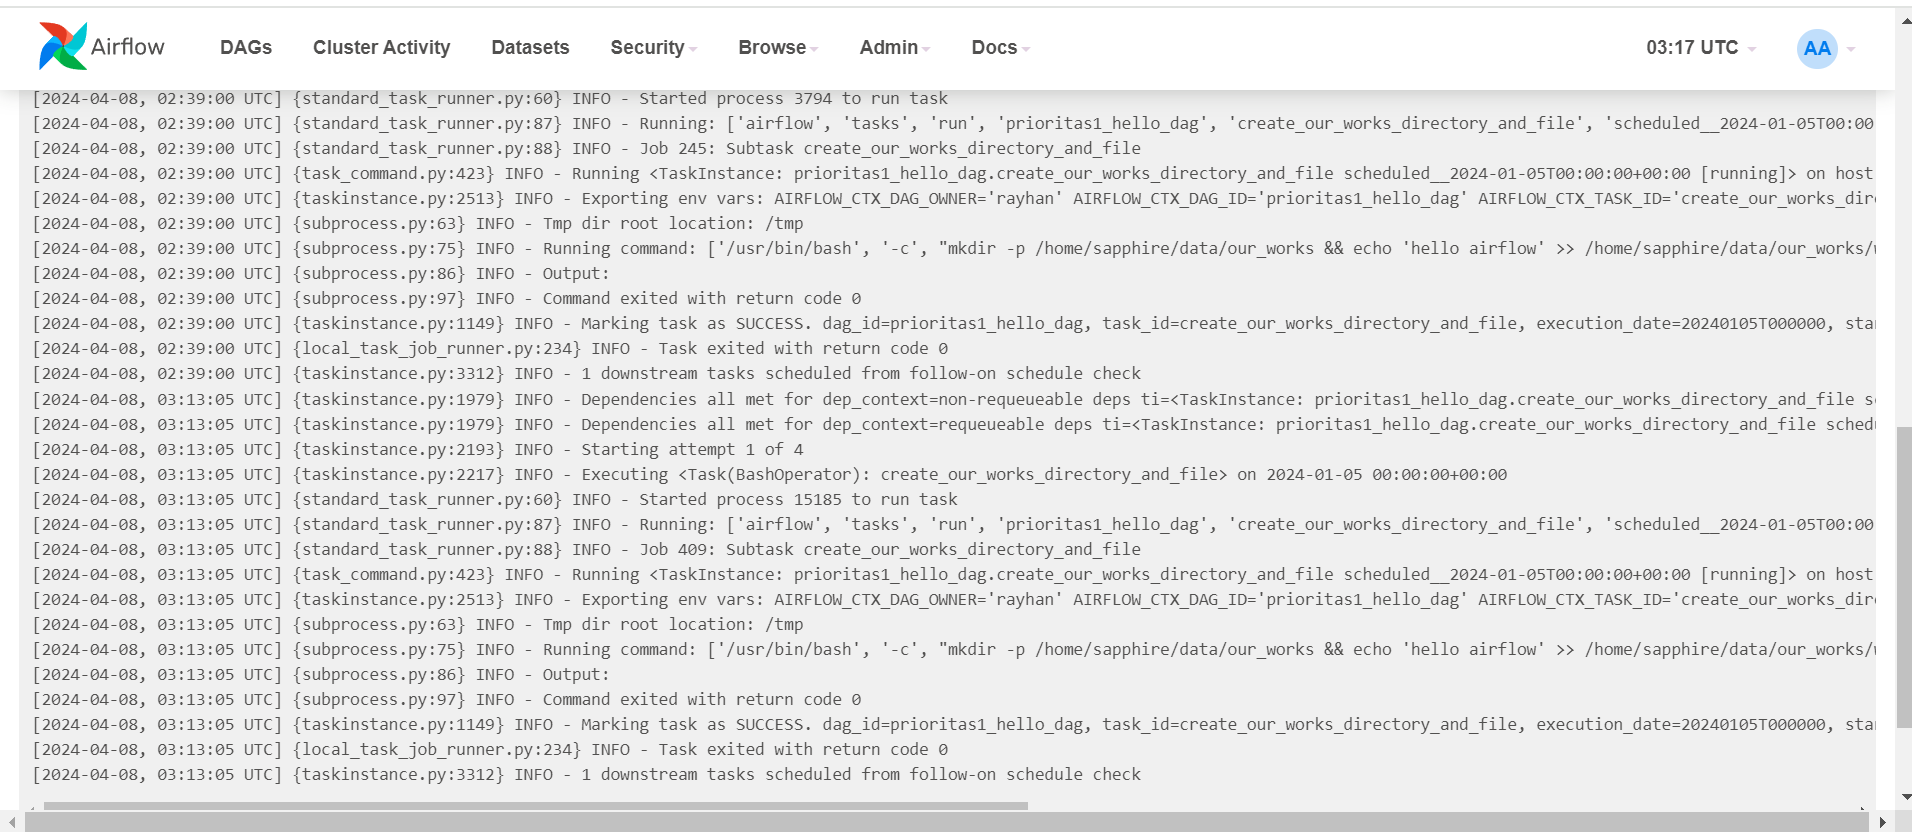 Airflow DAGs Cluster Activity Datasets Security Browse Admin Docs 03:17 UTC AA
[2024-04-08, 02:39:00 UTC] {standard_task_runner.py:60} INFO - Started process 3794 to run task
[2024-04-08, 02:39:00 UTC] {standard_task_runner.py:87} INFO - Running: ['airflow', 'tasks', 'run', 'prioritas1_hello_dag', 'create_our_works_directory_and_file', 'scheduled__2024-01-05T00:00
[2024-04-08, 02:39:00 UTC] {standard_task_runner.py:88} INFO - Job 245: Subtask create_our_works_directory_and_file
[2024-04-08, 02:39:00 UTC] {task_command.py:423} INFO - Running <TaskInstance: prioritas1_hello_dag.create_our_works_directory_and_file scheduled__2024-01-05T00:00:00+00:00 [running]> on host
[2024-04-08, 02:39:00 UTC] {taskinstance.py:2513} INFO - Exporting env vars: AIRFLOW_CTX_DAG_OWNER='rayhan' AIRFLOW_CTX_DAG_ID='prioritas1_hello_dag' AIRFLOW_CTX_TASK_ID='create_our_works_dir
[2024-04-08, 02:39:00 UTC] {subprocess.py:63} INFO - Tmp dir root location: /tmp
[2024-04-08, 02:39:00 UTC] {subprocess.py:75} INFO - Running command: ['/usr/bin/bash', '-c', "mkdir -p /home/sapphire/data/our_works && echo 'hello airflow' >> /home/sapphire/data/our_works/
[2024-04-08, 02:39:00 UTC] {subprocess.py:86} INFO - Output:
[2024-04-08, 02:39:00 UTC] {subprocess.py:97} INFO - Command exited with return code 0
[2024-04-08, 02:39:00 UTC] {taskinstance.py:1149} INFO - Marking task as SUCCESS. dag_id=prioritas1_hello_dag, task_id=create_our_works_directory_and_file, execution_date=20240105T000000, sta
[2024-04-08, 02:39:00 UTC] {local_task_job_runner.py:234} INFO - Task exited with return code 0
[2024-04-08, 02:39:00 UTC] {taskinstance.py:3312} INFO - 1 downstream tasks scheduled from follow-on schedule check
[2024-04-08, 03:13:05 UTC] {taskinstance.py:1979} INFO - Dependencies all met for dep_context=non-requeueable deps ti=<TaskInstance: prioritas1_hello_dag.create_our_works_directory_and_file s
[2024-04-08, 03:13:05 UTC] {taskinstance.py:1979} INFO - Dependencies all met for dep_context=requeueable deps ti=<TaskInstance: prioritas1_hello_dag.create_our_works_directory_and_file sched
[2024-04-08, 03:13:05 UTC] {taskinstance.py:2193} INFO - Starting attempt 1 of 4
[2024-04-08, 03:13:05 UTC] {taskinstance.py:2217} INFO - Executing <Task(BashOperator): create_our_works_directory_and_file> on 2024-01-05 00:00:00+00:00
[2024-04-08, 03:13:05 UTC] {standard_task_runner.py:60} INFO - Started process 15185 to run task
[2024-04-08, 03:13:05 UTC] {standard_task_runner.py:87} INFO - Running: ['airflow', 'tasks', 'run', 'prioritas1_hello_dag', 'create_our_works_directory_and_file', 'scheduled__2024-01-05T00:00
[2024-04-08, 03:13:05 UTC] {standard_task_runner.py:88} INFO - Job 409: Subtask create_our_works_directory_and_file
[2024-04-08, 03:13:05 UTC] {task_command.py:423} INFO - Running <TaskInstance: prioritas1_hello_dag.create_our_works_directory_and_file scheduled__2024-01-05T00:00:00+00:00 [running]> on host
[2024-04-08, 03:13:05 UTC] {taskinstance.py:2513} INFO - Exporting env vars: AIRFLOW_CTX_DAG_OWNER='rayhan' AIRFLOW_CTX_DAG_ID='prioritas1_hello_dag' AIRFLOW_CTX_TASK_ID='create_our_works_dir
[2024-04-08, 03:13:05 UTC] {subprocess.py:63} INFO - Tmp dir root location: /tmp
[2024-04-08, 03:13:05 UTC] {subprocess.py:75} INFO - Running command: ['/usr/bin/bash', '-c', "mkdir -p /home/sapphire/data/our_works && echo 'hello airflow' >> /home/sapphire/data/our_works/
[2024-04-08, 03:13:05 UTC] {subprocess.py:86} INFO - Output:
[2024-04-08, 03:13:05 UTC] {subprocess.py:97} INFO - Command exited with return code 0
[2024-04-08, 03:13:05 UTC] {taskinstance.py:1149} INFO - Marking task as SUCCESS. dag_id=prioritas1_hello_dag, task_id=create_our_works_directory_and_file, execution_date=20240105T000000, sta
[2024-04-08, 03:13:05 UTC] {local_task_job_runner.py:234} INFO - Task exited with return code 0
[2024-04-08, 03:13:05 UTC] {taskinstance.py:3312} INFO - 1 downstream tasks scheduled from follow-on schedule check